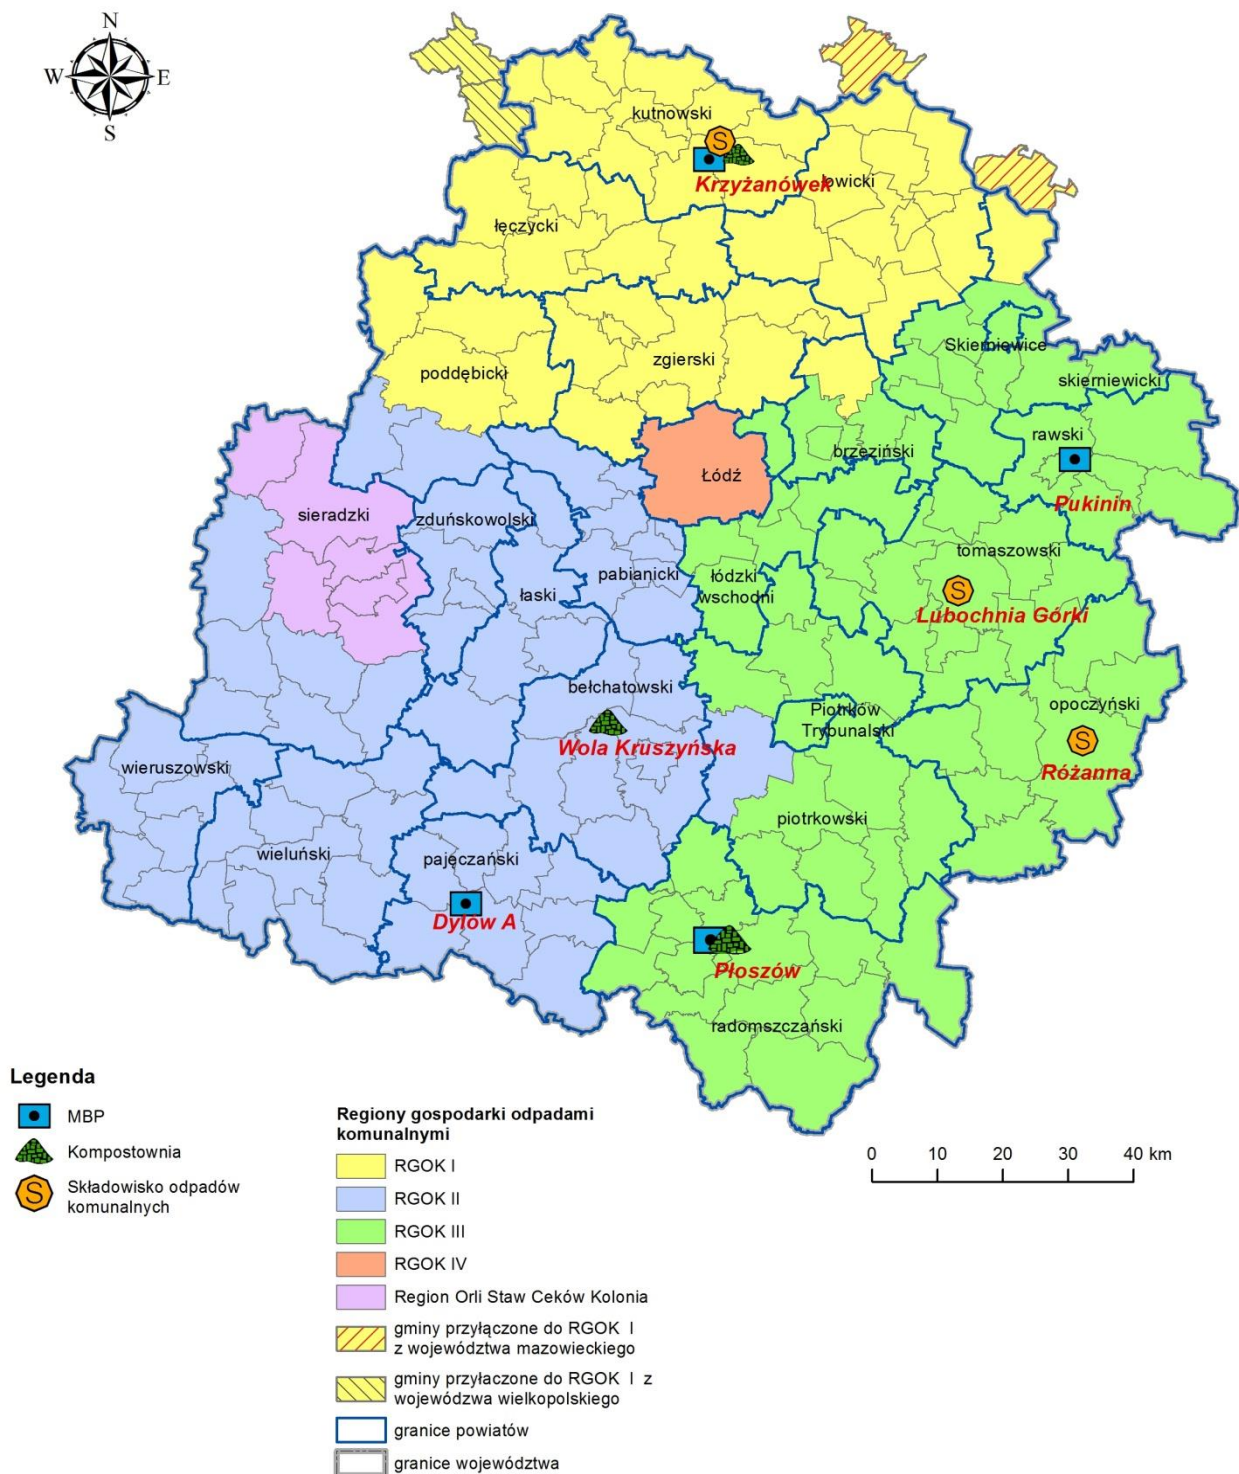 N
W E
S
kutnowski
S
Krzyżanówek
łowicki
łęczycki
poddębicki
zgierski
Skierniewice
skierniewicki
rawski
brzeziński
Łódź
Pukinin
sieradzki
zduńskowolski
tomaszowski
pabianicki
łódzki
wschodni
łaski
S
Lubochnia Górki
bełchatowski
opoczyński
Piotrków
Trybunalski
S
Wola Kruszyńska
Różanna
wieruszowski
piotrkowski
wieluński
pajęczański
Dylow A
Płoszów
radomszczański
Legenda
MBP
Kompostownia
S
Składowisko odpadów
komunalnych
Regiony gospodarki odpadami
komunalnymi
RGOK I
RGOK II
RGOK III
RGOK IV
Region Orli Staw Ceków Kolonia
gminy przyłączone do RGOK I
z województwa mazowieckiego
gminy przyłaczone do RGOK I z
wojewódzwa wielkopolskiego
granice powiatów
granice województwa
0 10 20 30 40 km